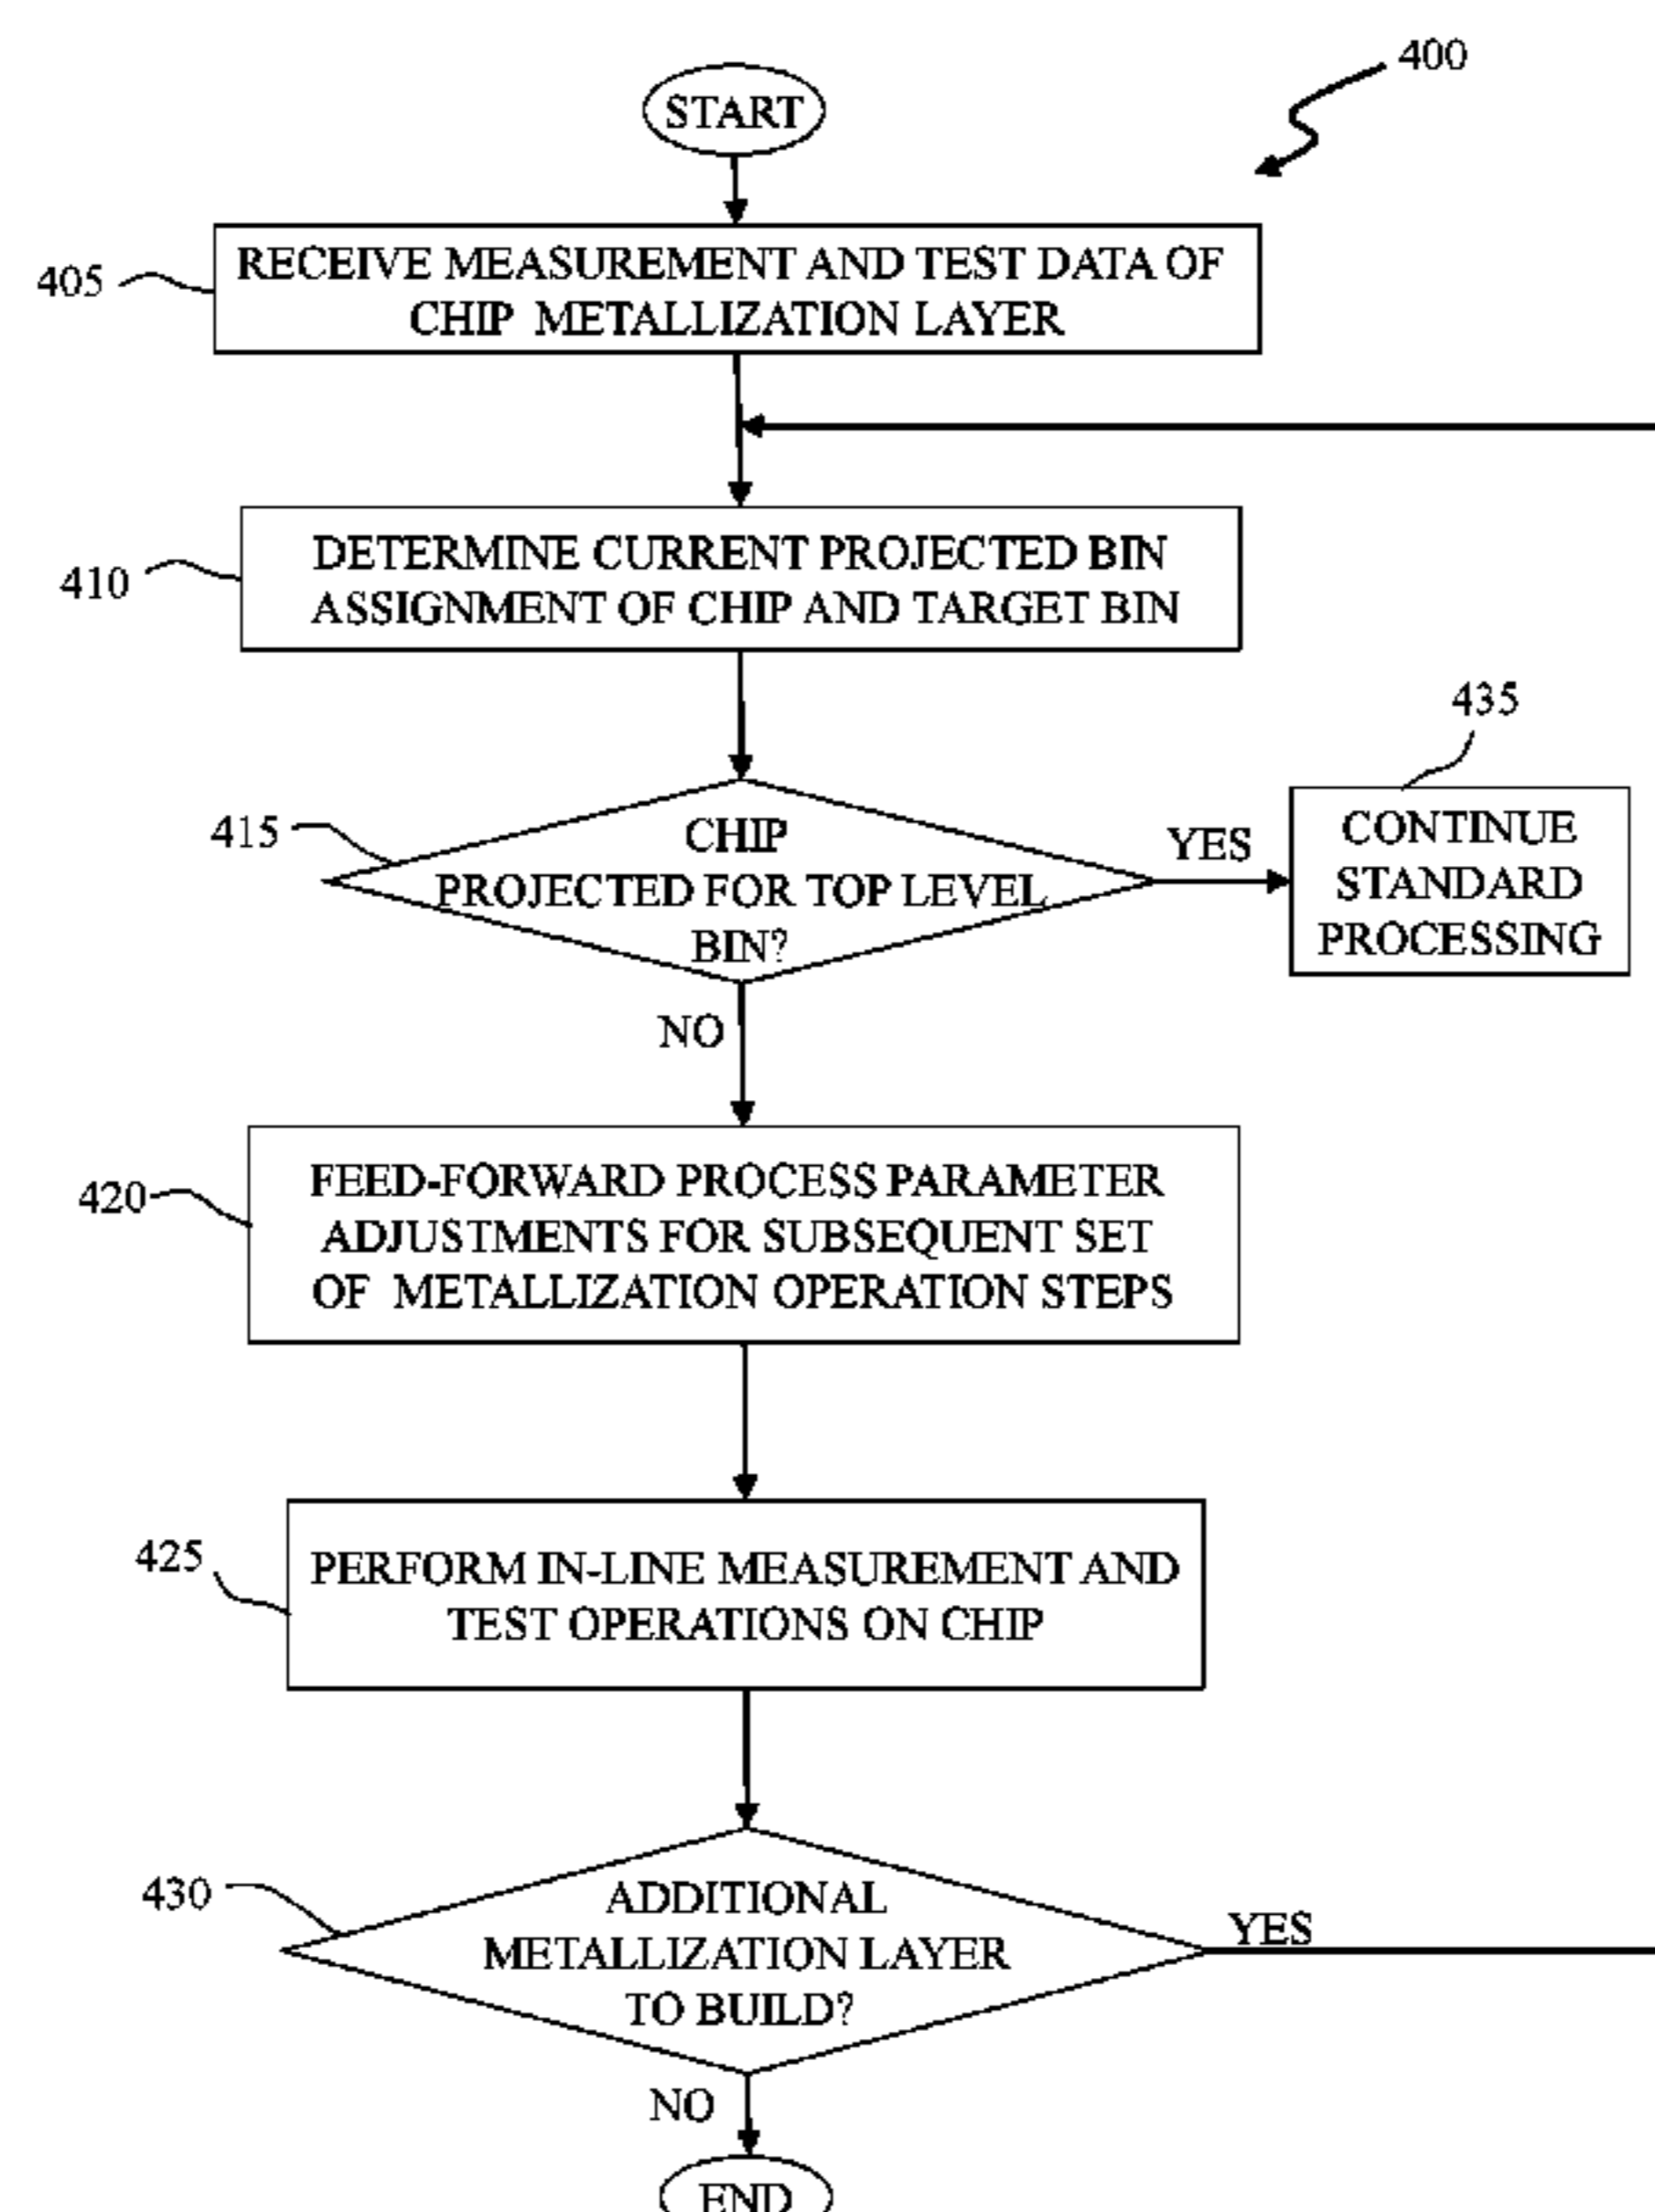 400
START
405
RECEIVE MEASUREMENT AND TEST DATA OF
CHIP METALLIZATION LAYER
410
DETERMINE CURRENT PROJECTED BIN
ASSIGNMENT OF CHIP AND TARGET BIN
435
415
CHIP
PROJECTED FOR TOP LEVEL
BIN?
YES
CONTINUE
STANDARD
PROCESSING
NO
420
FEED-FORWARD PROCESS PARAMETER
ADJUSTMENTS FOR SUBSEQUENT SET
OF METALLIZATION OPERATION STEPS
425
PERFORM IN-LINE MEASUREMENT AND
TEST OPERATIONS ON CHIP
430
ADDITIONAL
METALLIZATION LAYER
TO BUILD?
YES
NO
END